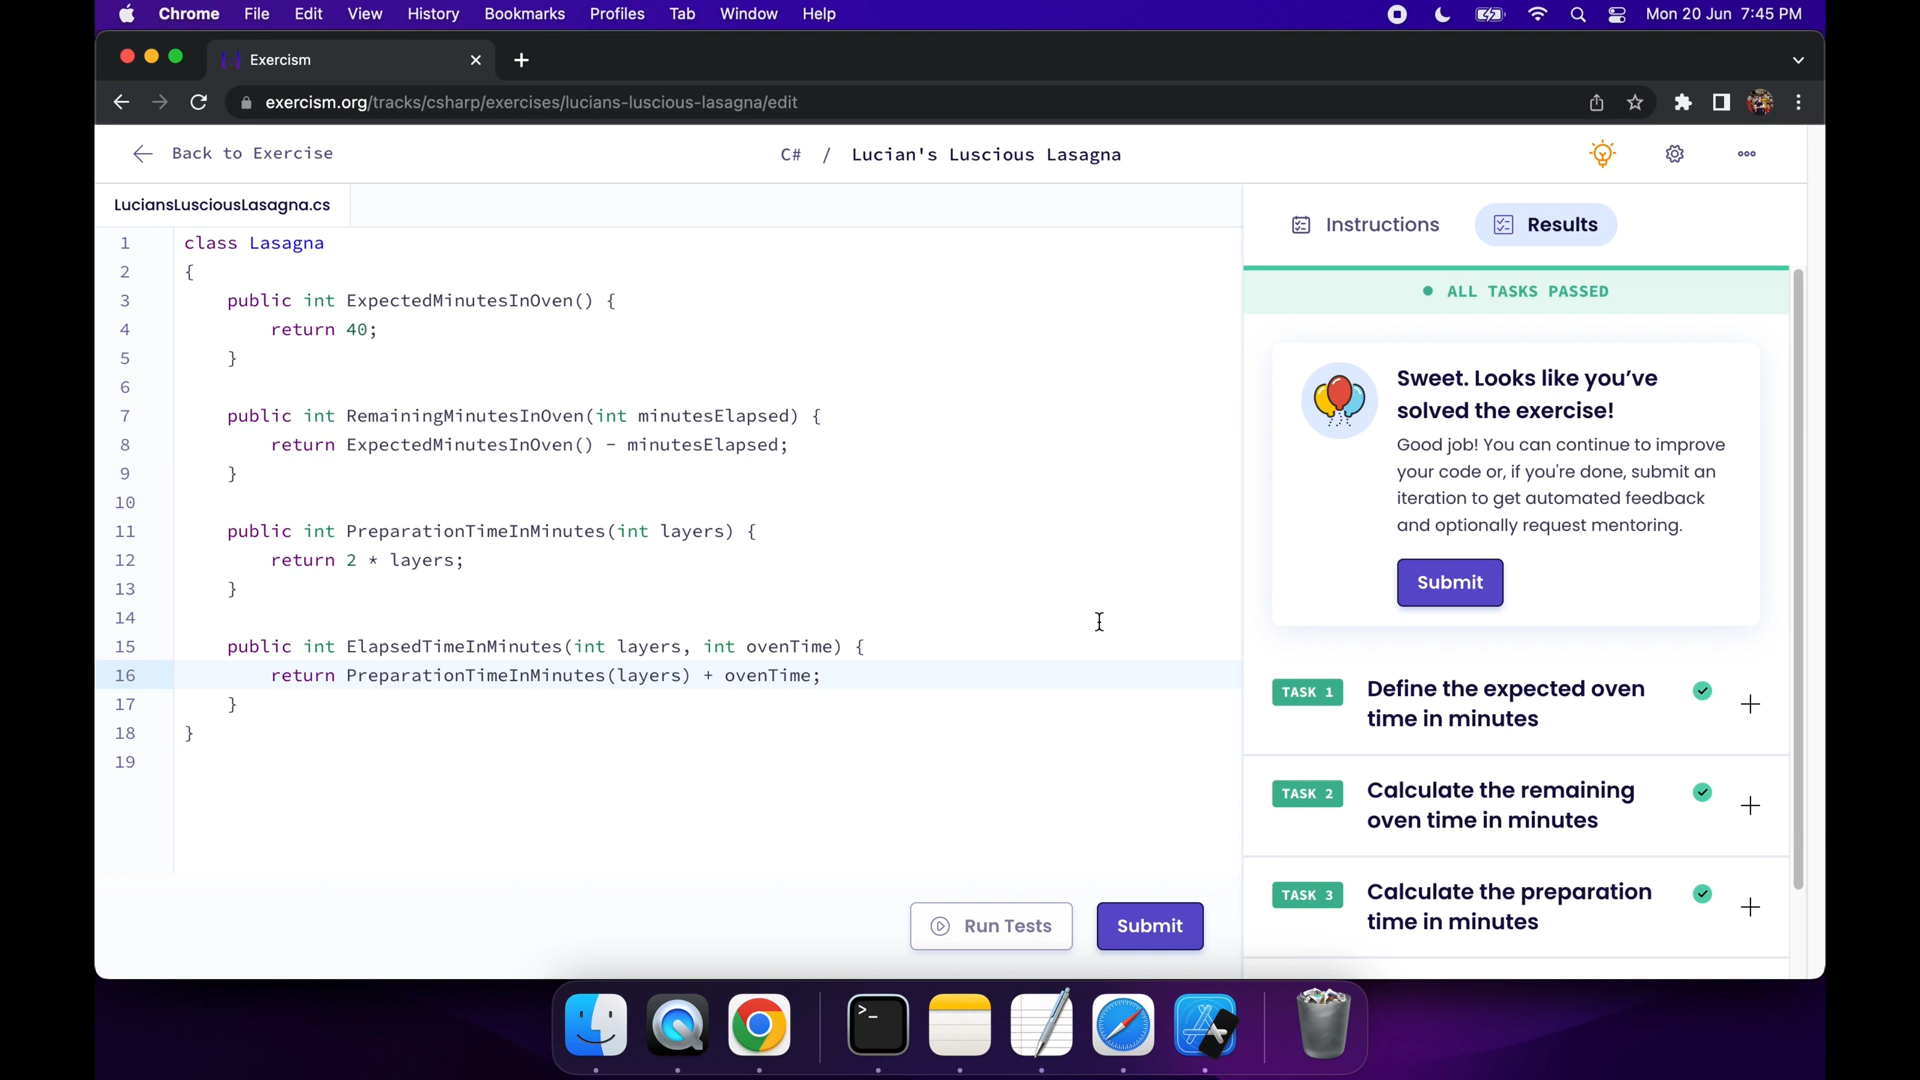 Chrome File Edit View History Bookmarks Profiles Tab Window Help Mon 20 Jun 7:45 PM
Exercism
exercism.org/tracks/csharp/exercises/lucians-luscious-lasagna/edit
Back to Exercise
C# / Lucian's Luscious Lasagna
LuciansLusciousLasagna.cs
1 class Lasagna
2 {
3 public int ExpectedMinutesInOven() {
4 return 40;
5 }
6
7 public int RemainingMinutesInOven(int minutesElapsed) {
8 return ExpectedMinutesInOven() - minutesElapsed;
9 }
10
11 public int PreparationTimeInMinutes(int layers) {
12 return 2 * layers;
13 }
14
15 public int ElapsedTimeInMinutes(int layers, int ovenTime) {
16 return PreparationTimeInMinutes(layers) + ovenTime;
17 }
18 }
19
Run Tests
Submit
Instructions
Results
ALL TASKS PASSED
Sweet. Looks like you’ve
solved the exercise!
Good job! You can continue to improve
your code or, if you're done, submit an
iteration to get automated feedback
and optionally request mentoring.
Submit
TASK 1 Define the expected oven
time in minutes
TASK 2 Calculate the remaining
oven time in minutes
TASK 3 Calculate the preparation
time in minutes